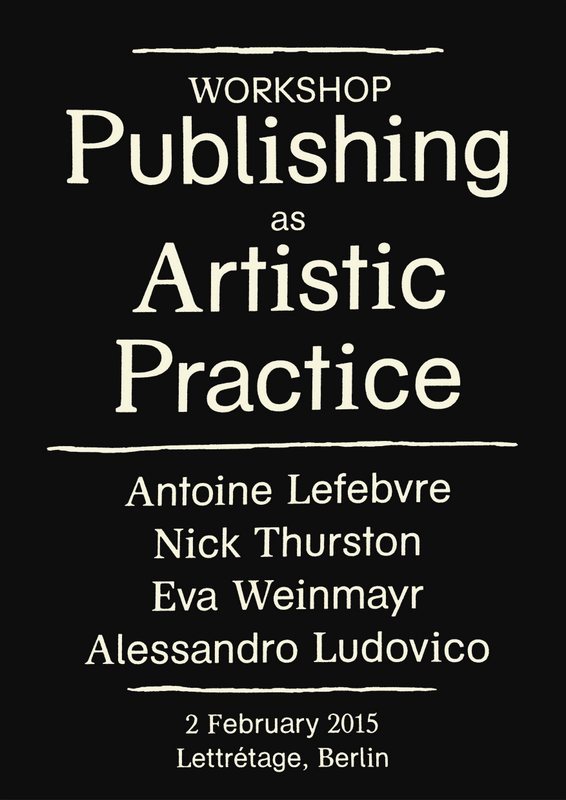 WORKSHOP
Publishing
as
Artistic
Practice
Antoine Lefebvre
Nick Thurston
Eva Weinmayr
Alessandro Ludovico
2 February 2015
Lettrétage, Berlin